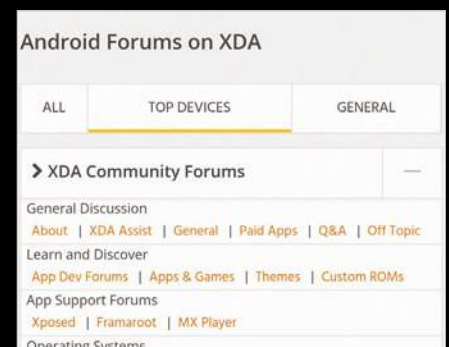 Android Forums on XDA
ALL TOP DEVICES GENERAL
XDA Community Forums
General Discussion
About | XDA Assist | General | Paid Apps | Q&A | Off Topic
Learn and Discover
App Dev Forums | Apps & Games | Themes | Custom ROMs
App Support Forums
Xposed | Framaroot | MX Player
Operating Systems